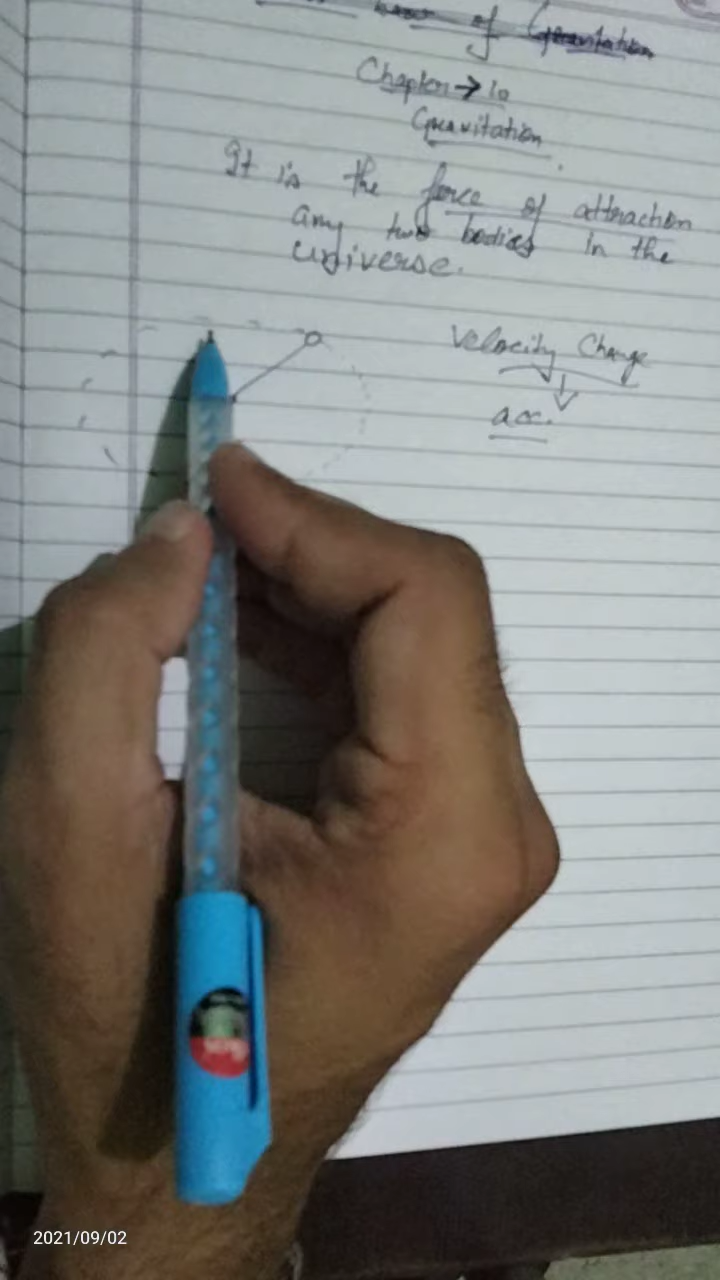 of Gravitation
Chapter → 10
Gravitation.
It is the force of attraction
any two bodies in the
universe.
Velocity Change
↓
acc.
2021/09/02